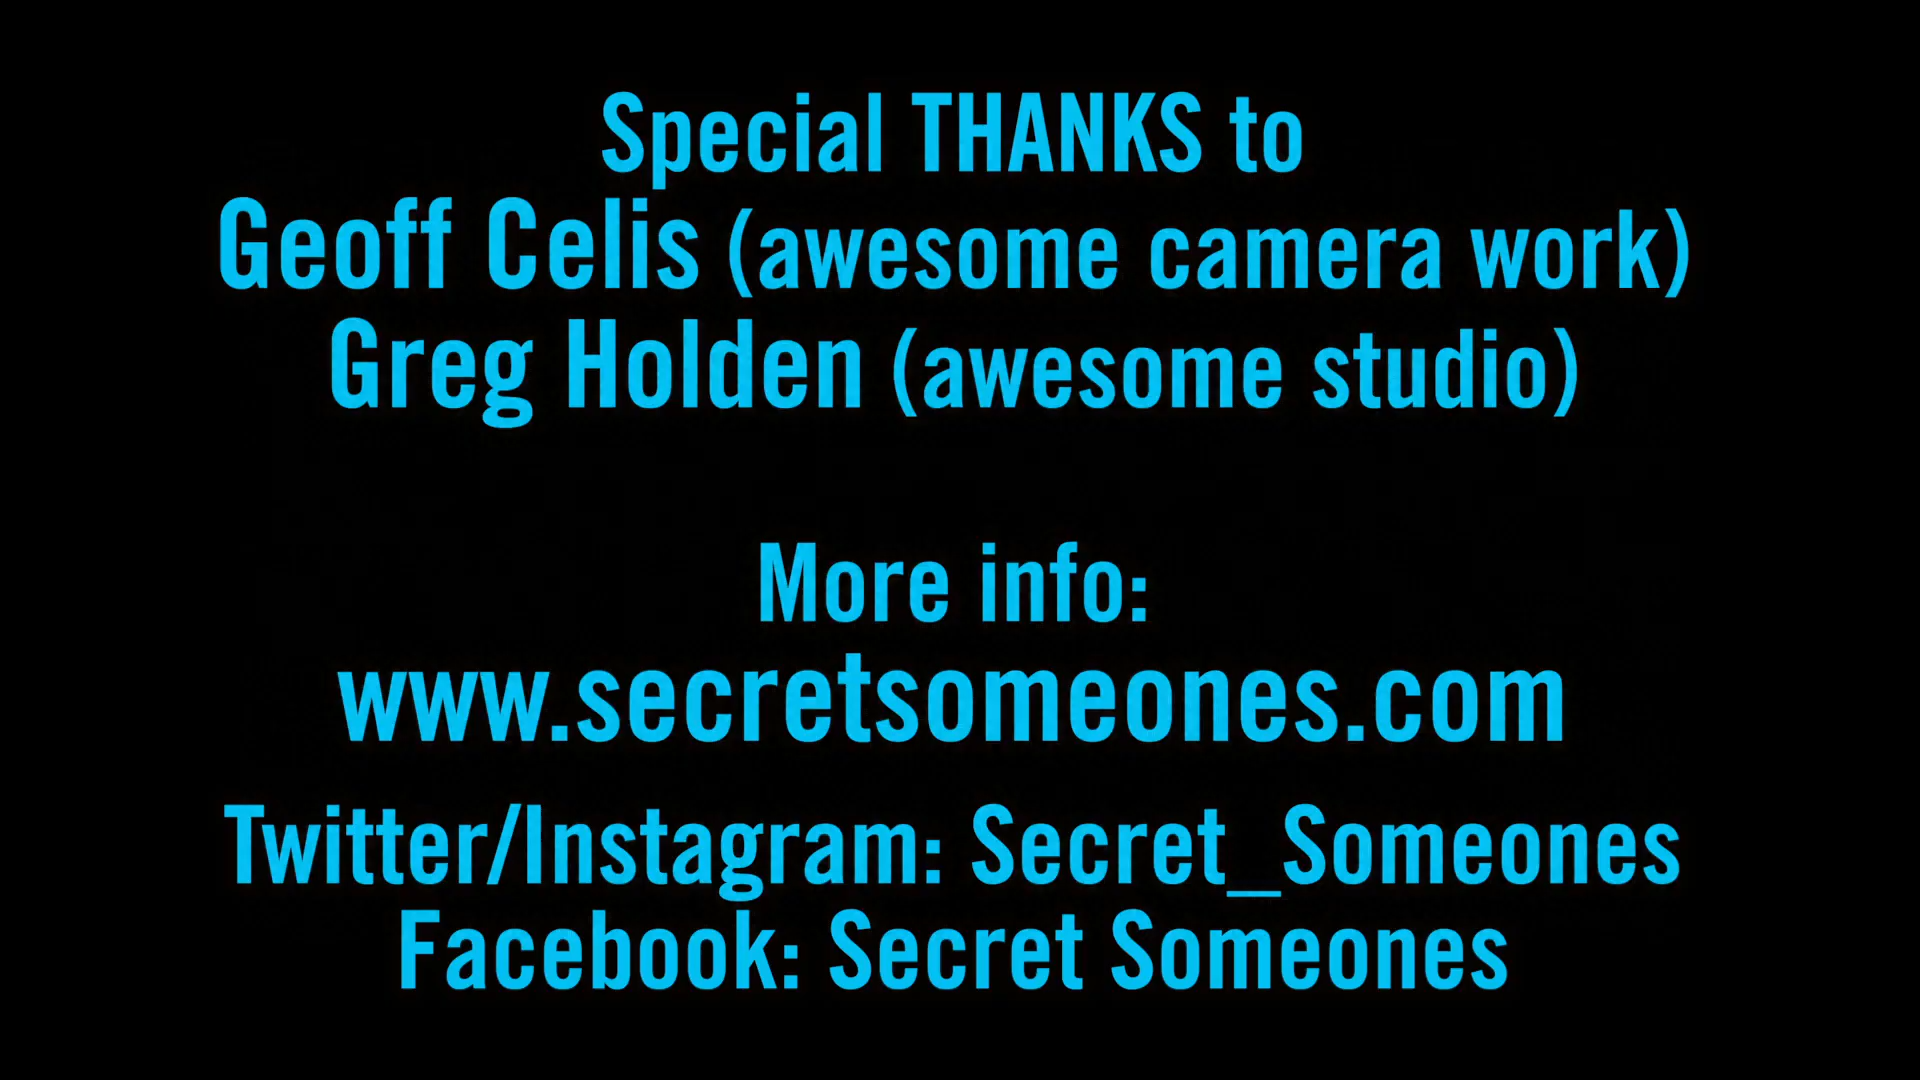 Special THANKS to
Geoff Celis (awesome camera work)
Greg Holden (awesome studio)
More info:
www.secretsomeones.com
Twitter/Instagram: Secret_Someones
Facebook: Secret Someones